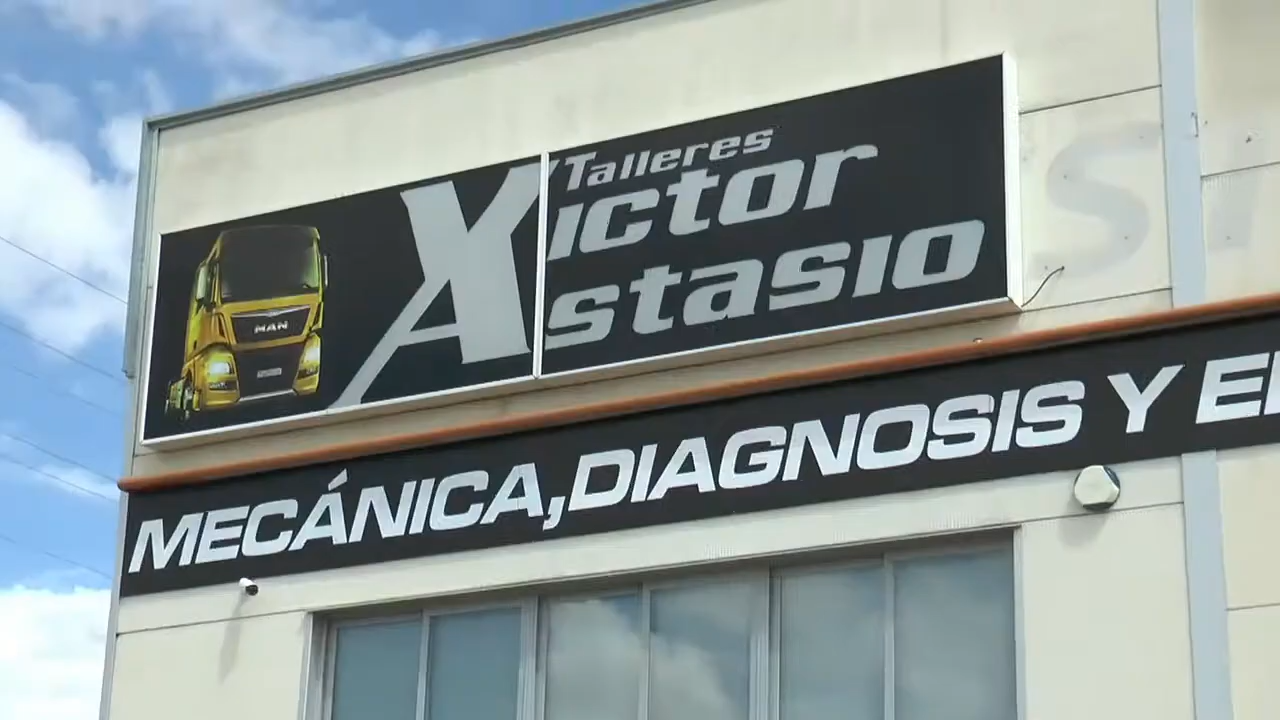 Talleres
Victor
Astasio
MAN
MECÁNICA,DIAGNOSIS Y